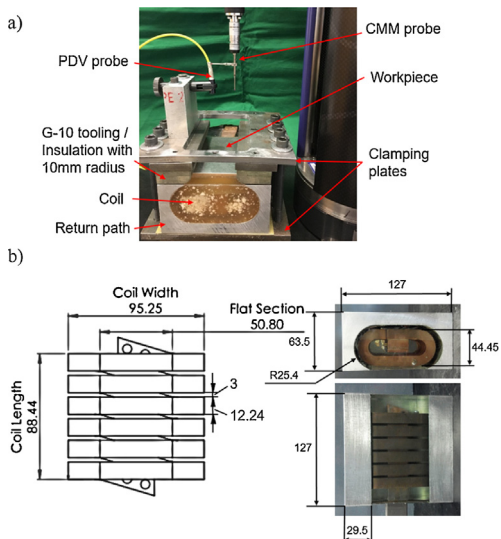 a)
CMM probe
PDV probe
Workpiece
G-10 tooling /
Insulation with
10mm radius
Clamping
plates
Coil
Return path
b)
Coil Width
95.25
Flat Section
50.80
Coil Length
88.44
3
12.24
127
63.5
44.45
R25.4
127
29.5